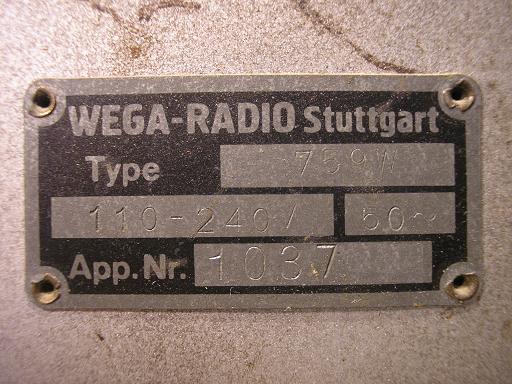 WEGA-RADIO Stuttgart
Type 759W
110-240V 50~
App.Nr. 1037